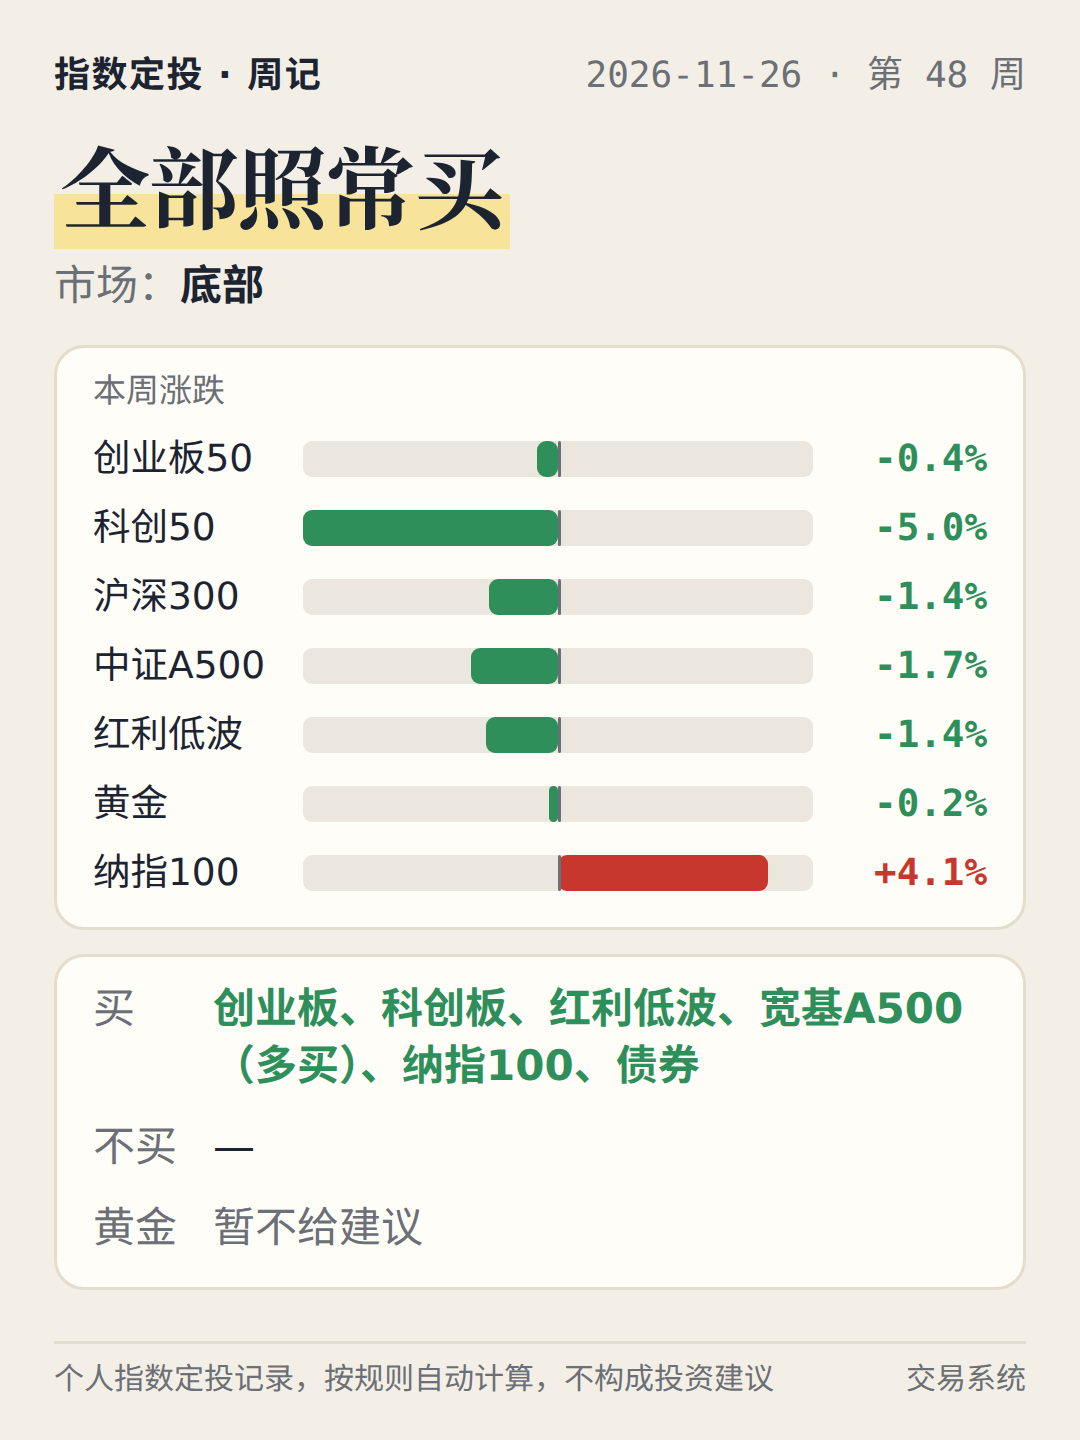 指数定投 · 周记
2026-11-26 · 第 48 周
全部照常买
市场：底部
本周涨跌
创业板50 -0.4%
科创50 -5.0%
沪深300 -1.4%
中证A500 -1.7%
红利低波 -1.4%
黄金 -0.2%
纳指100 +4.1%
买 创业板、科创板、红利低波、宽基A500
（多买）、纳指100、债券
不买 —
黄金 暂不给建议
个人指数定投记录，按规则自动计算，不构成投资建议
交易系统